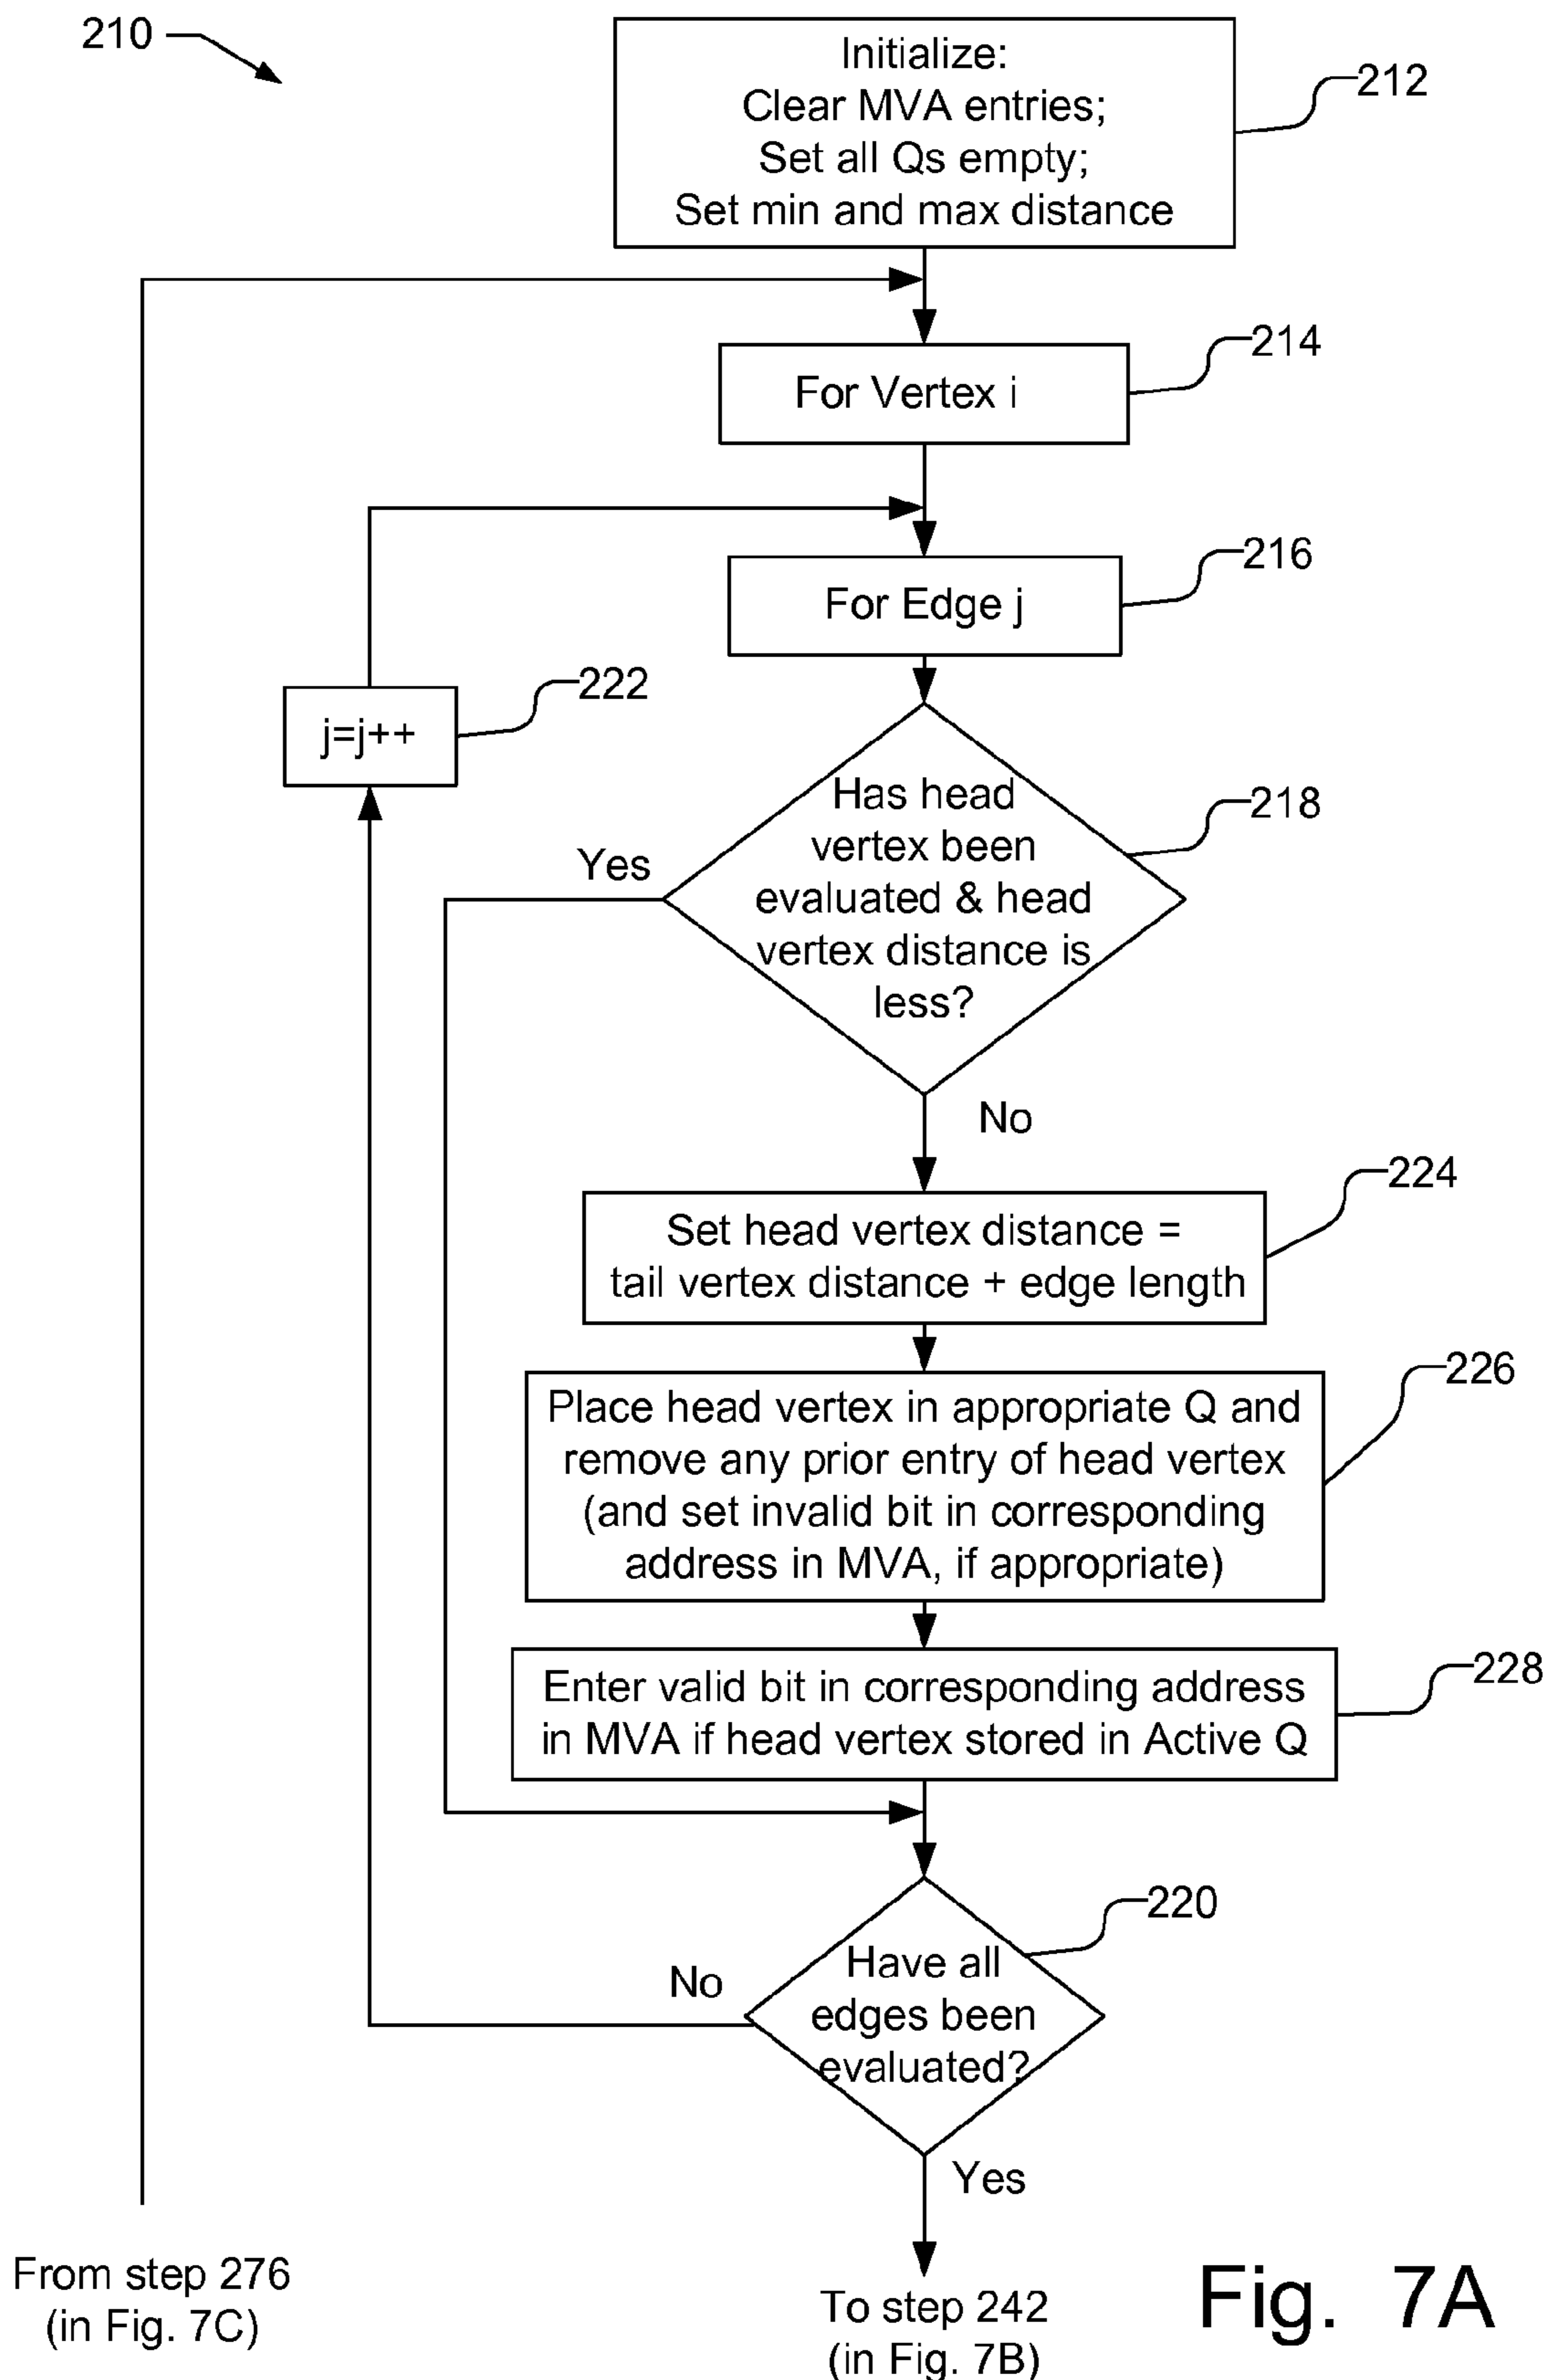 210
Initialize:
Clear MVA entries;
Set all Qs empty;
Set min and max distance
212
For Vertex i
214
For Edge j
216
j=j++
222
Has head
vertex been
evaluated & head
vertex distance is
less?
218
Yes
No
Set head vertex distance =
tail vertex distance + edge length
224
Place head vertex in appropriate Q and
remove any prior entry of head vertex
(and set invalid bit in corresponding
address in MVA, if appropriate)
226
Enter valid bit in corresponding address
in MVA if head vertex stored in Active Q
228
Have all
edges been
evaluated?
220
No
Yes
From step 276
(in Fig. 7C)
To step 242
(in Fig. 7B)
Fig. 7A